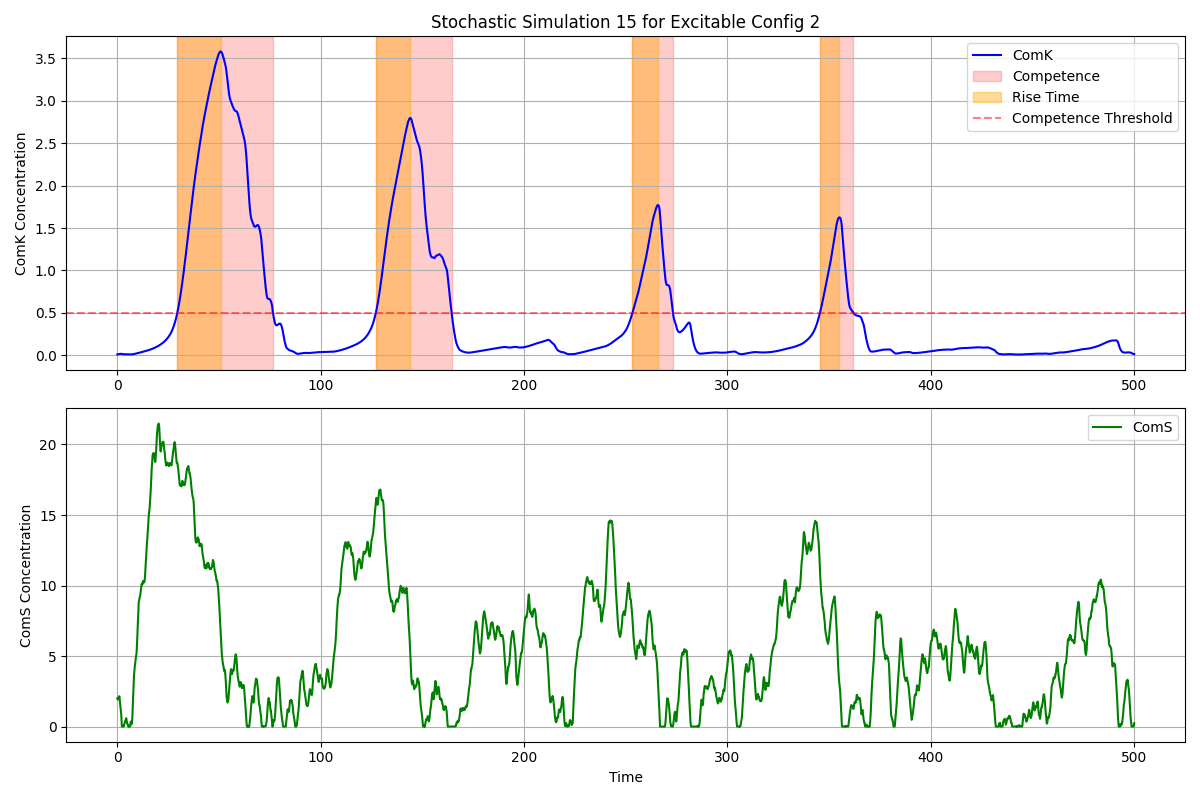 Stochastic Simulation 15 for Excitable Config 2
ComK Concentration
3.5
3.0
2.5
2.0
1.5
1.0
0.5
0.0
ComK
Competence
Rise Time
Competence Threshold
0 100 200 300 400 500
ComS Concentration
20
15
10
5
0
ComS
0 100 200 300 400 500
Time